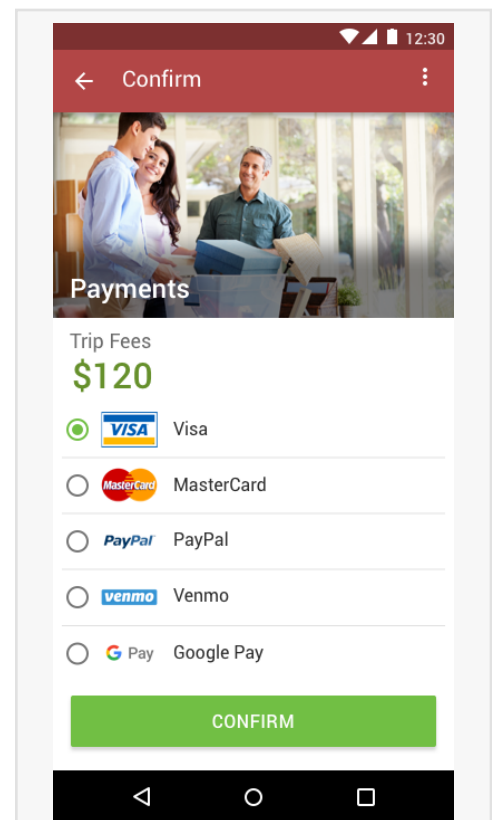 12:30
Confirm
Payments
Trip Fees
$120
VISA Visa
MasterCard MasterCard
PayPal PayPal
venmo Venmo
G Pay Google Pay
CONFIRM